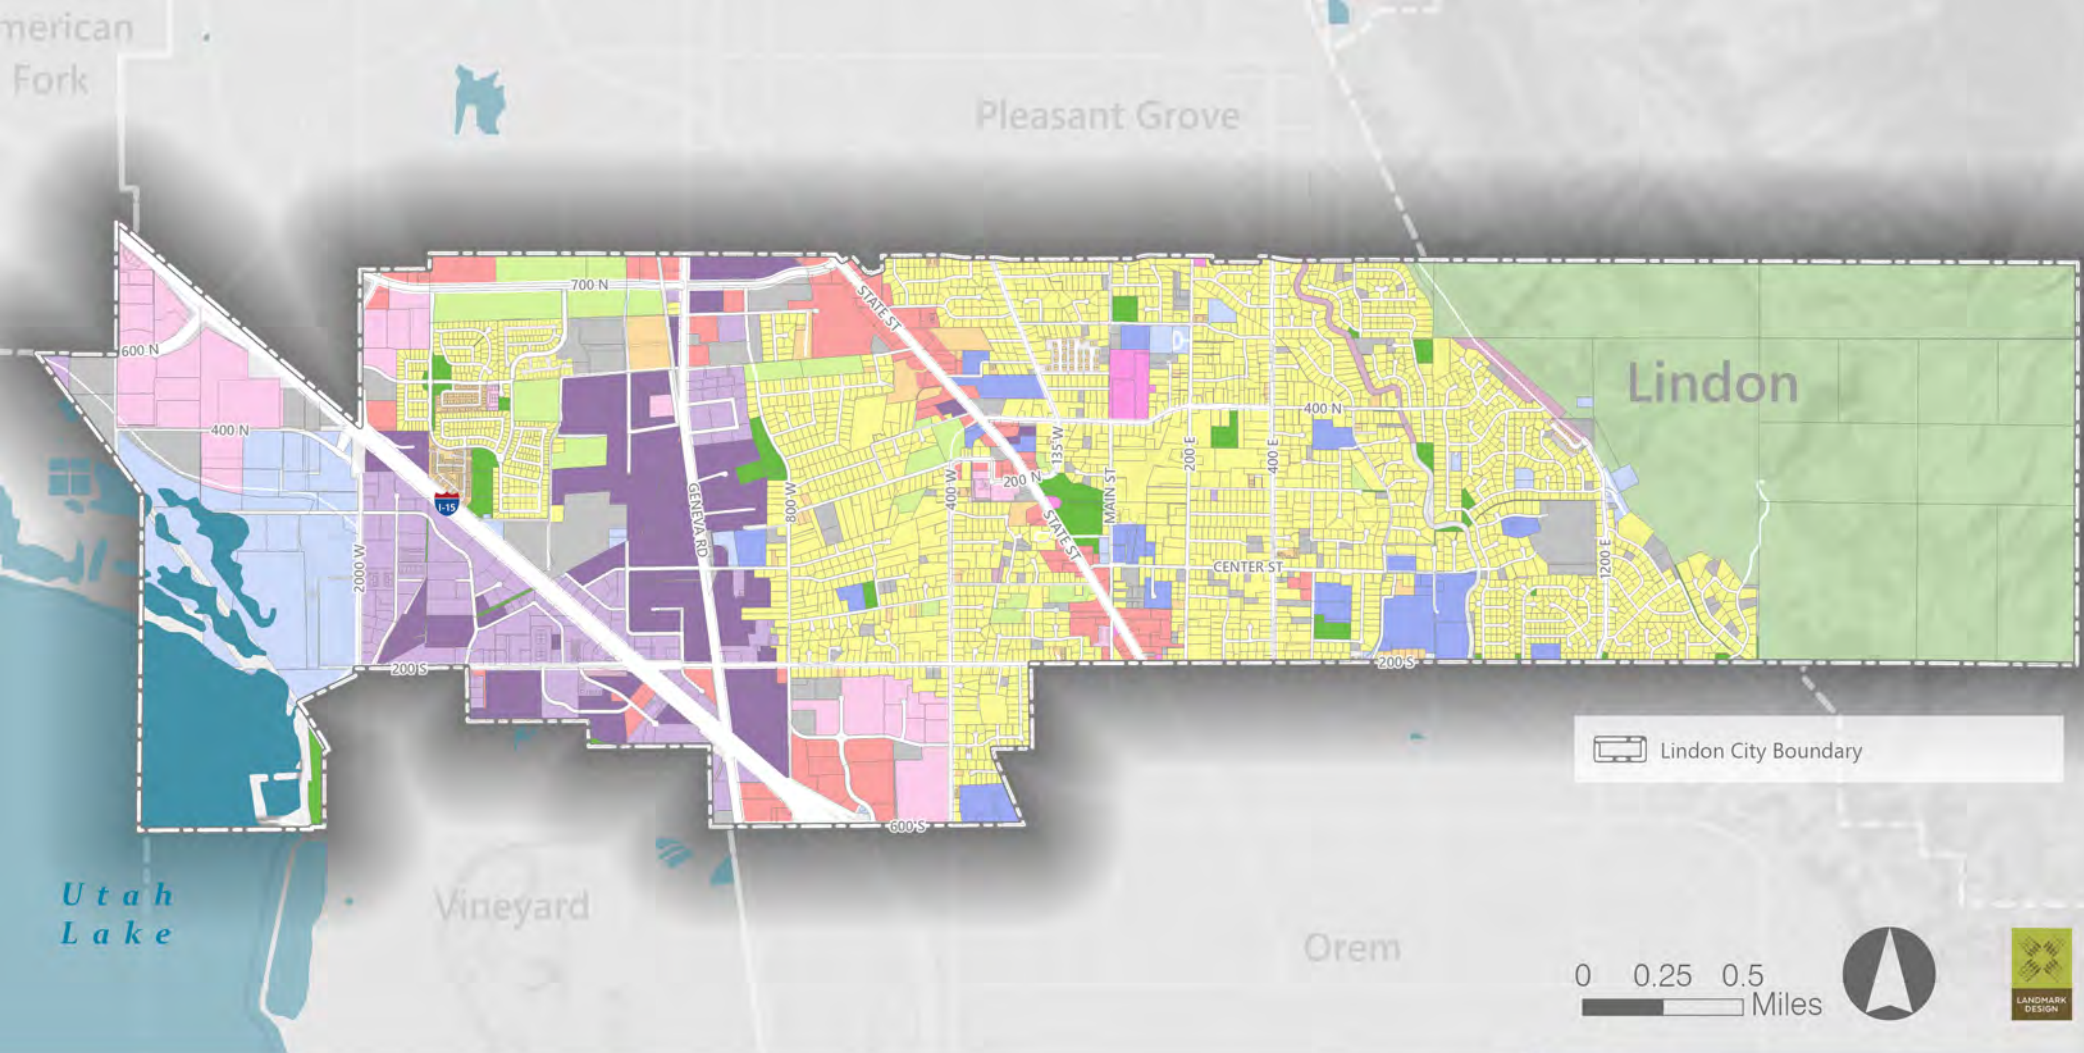 merican
Fork
Pleasant Grove
700 N
STATE ST
600 N
Lindon
400 N
400 N
I-15
GENEVA RD
800 W
400 W
135 W
200 N
MAIN ST
200 E
400 E
STATE ST
2000 W
CENTER ST
1200 E
200 S
200 S
Lindon City Boundary
600 S
Utah
Lake
Vineyard
Orem
0 0.25 0.5
Miles
LANDMARK
DESIGN